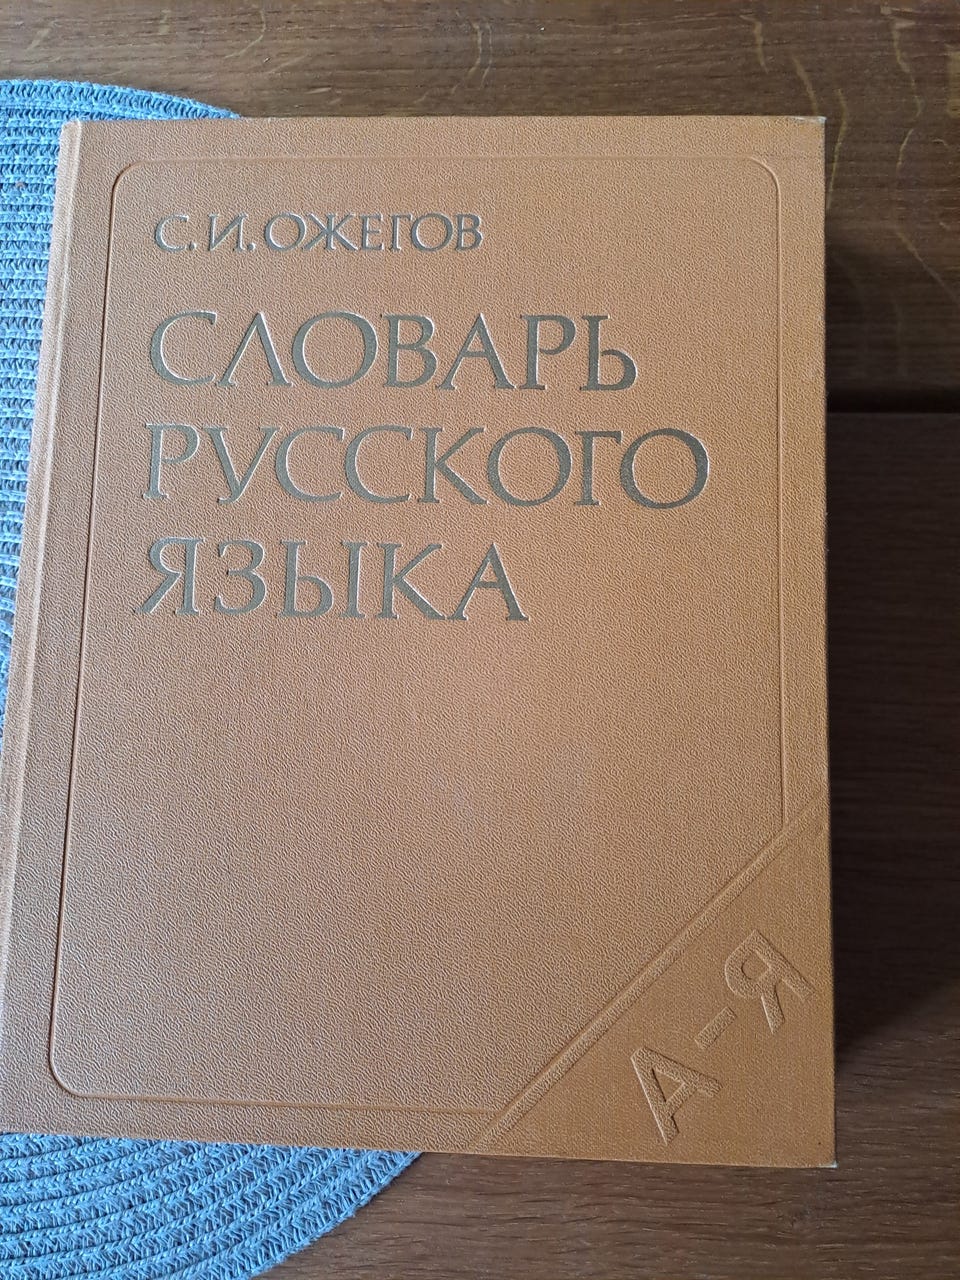 С. И. ОЖЕГОВ
СЛОВАРЬ
РУССКОГО
ЯЗЫКА
А-Я